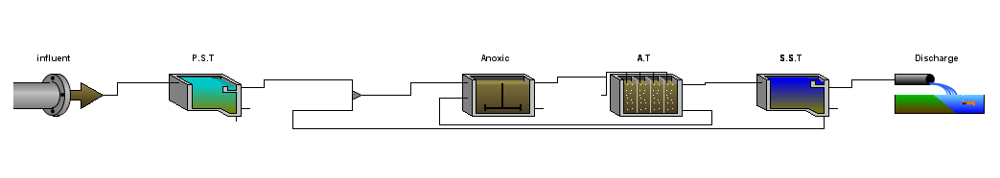 influent
P.S.T
Anoxic
A.T
S.S.T
Discharge